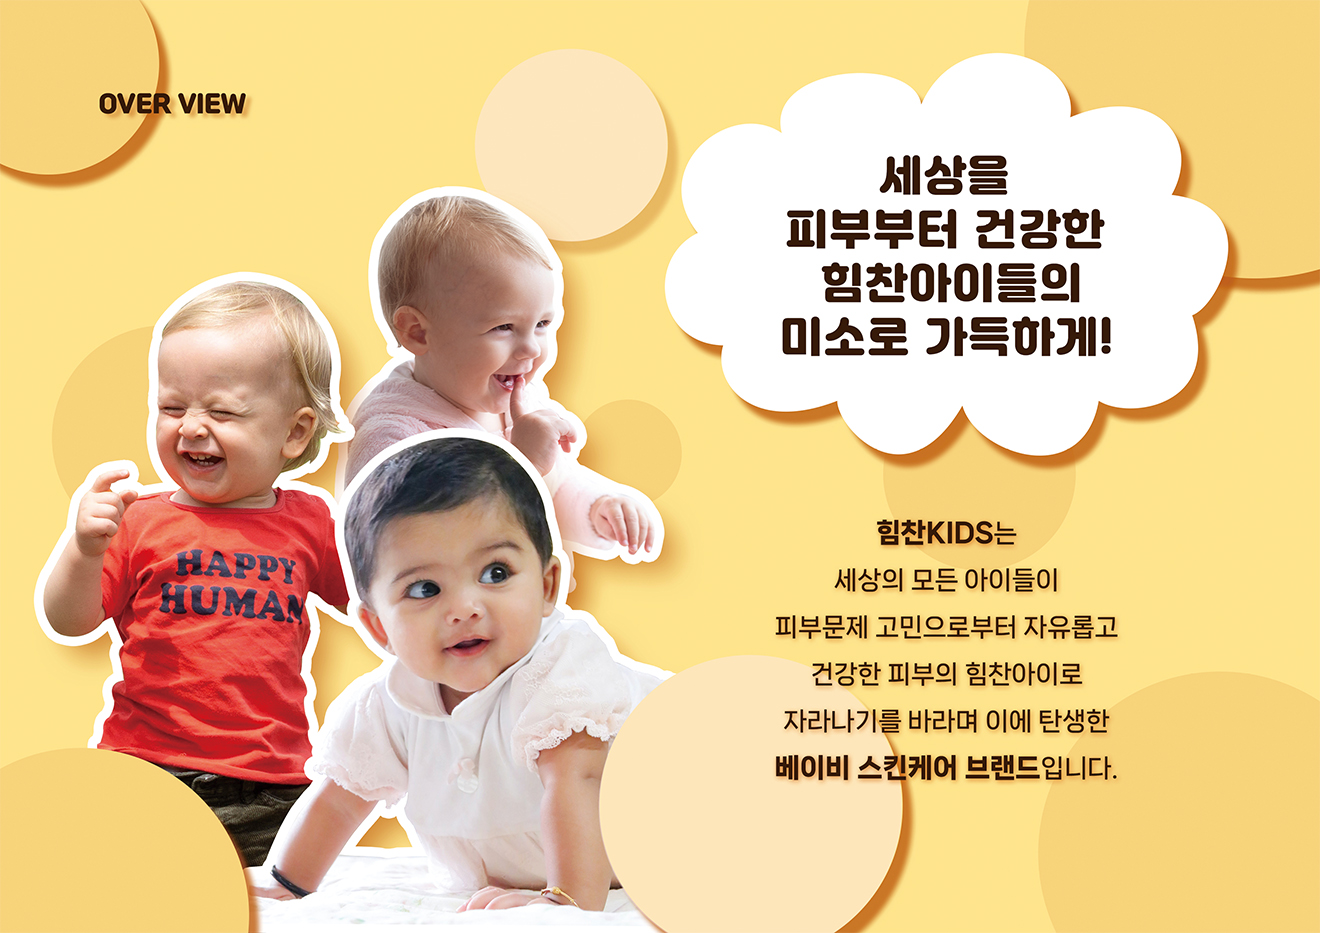 OVER VIEW
세상을
피부부터 건강한
힘찬아이들의
미소로 가득하게!
HAPPY
HUMAN
힘찬KIDS는
세상의 모든 아이들이
피부문제 고민으로부터 자유롭고
건강한 피부의 힘찬아이로
자라나기를 바라며 이에 탄생한
베이비 스킨케어 브랜드입니다.